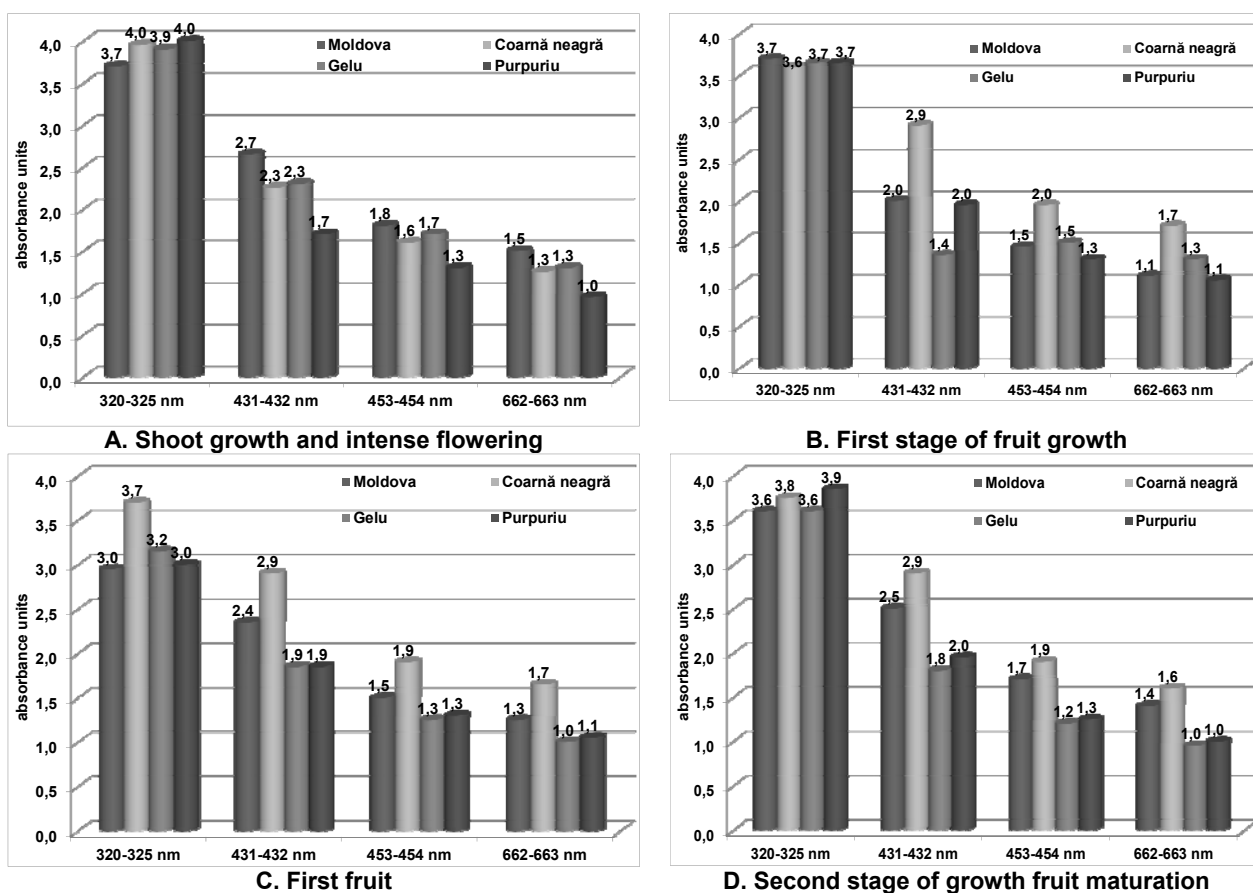 Moldova Coarnă neagră
Gelu Purpuriu
absorbance units
4,0
3,5
3,0
2,5
2,0
1,5
1,0
0,5
0,0
3,7 4,0 3,9 4,0
2,7 2,3 2,3 1,7
1,8 1,6 1,7 1,3
1,5 1,3 1,3 1,0
320-325 nm 431-432 nm 453-454 nm 662-663 nm
A. Shoot growth and intense flowering
Moldova Coarnă neagră
Gelu Purpuriu
absorbance units
4,0
3,5
3,0
2,5
2,0
1,5
1,0
0,5
0,0
3,7 3,6 3,7 3,7
2,0 2,9 1,4 2,0
1,5 2,0 1,5 1,3
1,1 1,7 1,3 1,1
320-325 nm 431-432 nm 453-454 nm 662-663 nm
B. First stage of fruit growth
Moldova Coarnă neagră
Gelu Purpuriu
absorbance units
4,0
3,5
3,0
2,5
2,0
1,5
1,0
0,5
0,0
3,0 3,7 3,2 3,0
2,4 2,9 1,9 1,9
1,5 1,9 1,3 1,3
1,3 1,7 1,0 1,1
320-325 nm 431-432 nm 453-454 nm 662-663 nm
C. First fruit
Moldova Coarnă neagră
Gelu Purpuriu
absorbance units
4,0
3,5
3,0
2,5
2,0
1,5
1,0
0,5
0,0
3,6 3,8 3,6 3,9
2,5 2,9 1,8 2,0
1,7 1,9 1,2 1,3
1,4 1,6 1,0 1,0
320-325 nm 431-432 nm 453-454 nm 662-663 nm
D. Second stage of growth fruit maturation